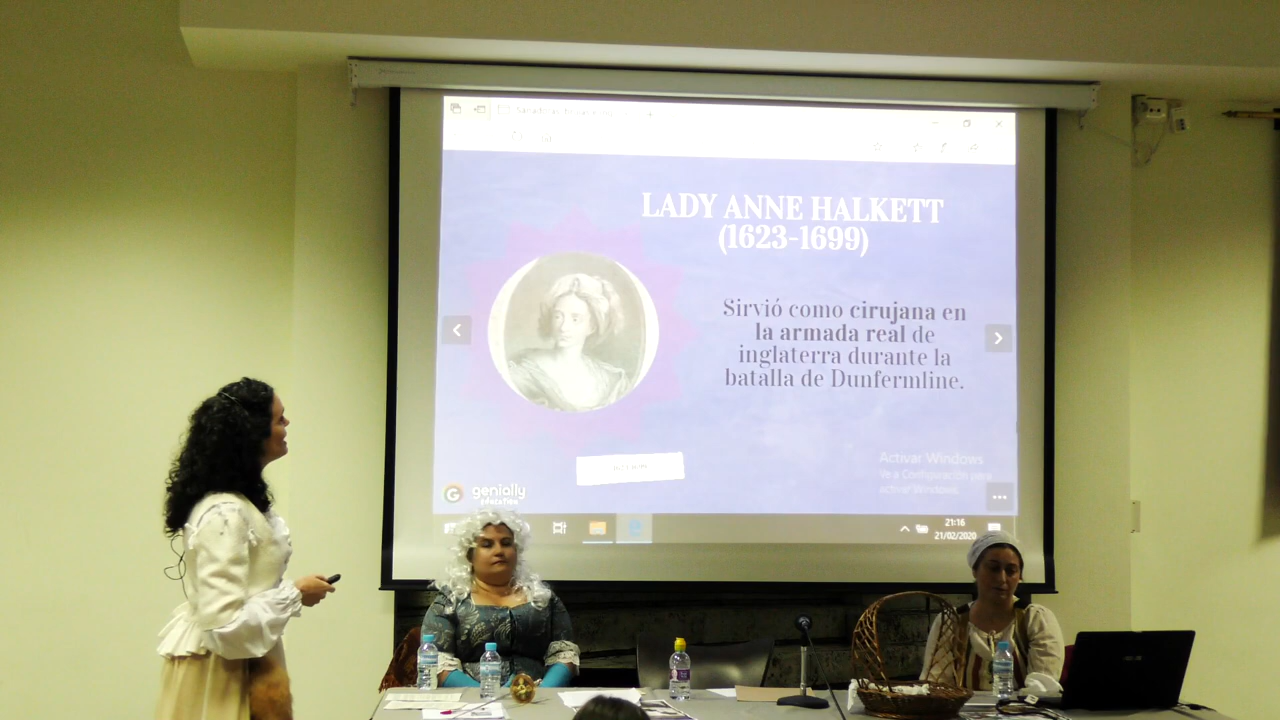 LADY ANNE HALKETT
(1623-1699)
Sirvió como cirujana en
la armada real de
inglaterra durante la
batalla de Dunfermline.
Activar Windows
Ve a Configuración para
activar Windows.
genially
EDUCATION
21:16
21/02/2020